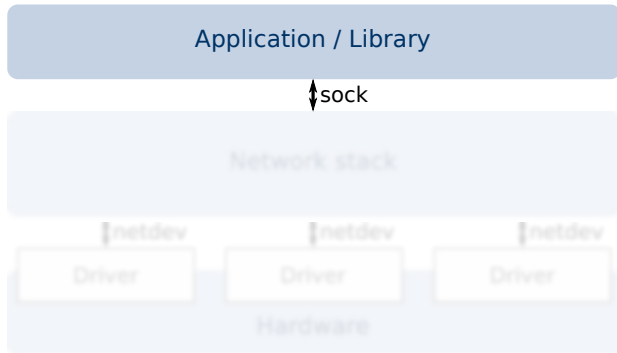 Application / Library
sock
Network stack
netdev netdev netdev
Driver Driver Driver
Hardware